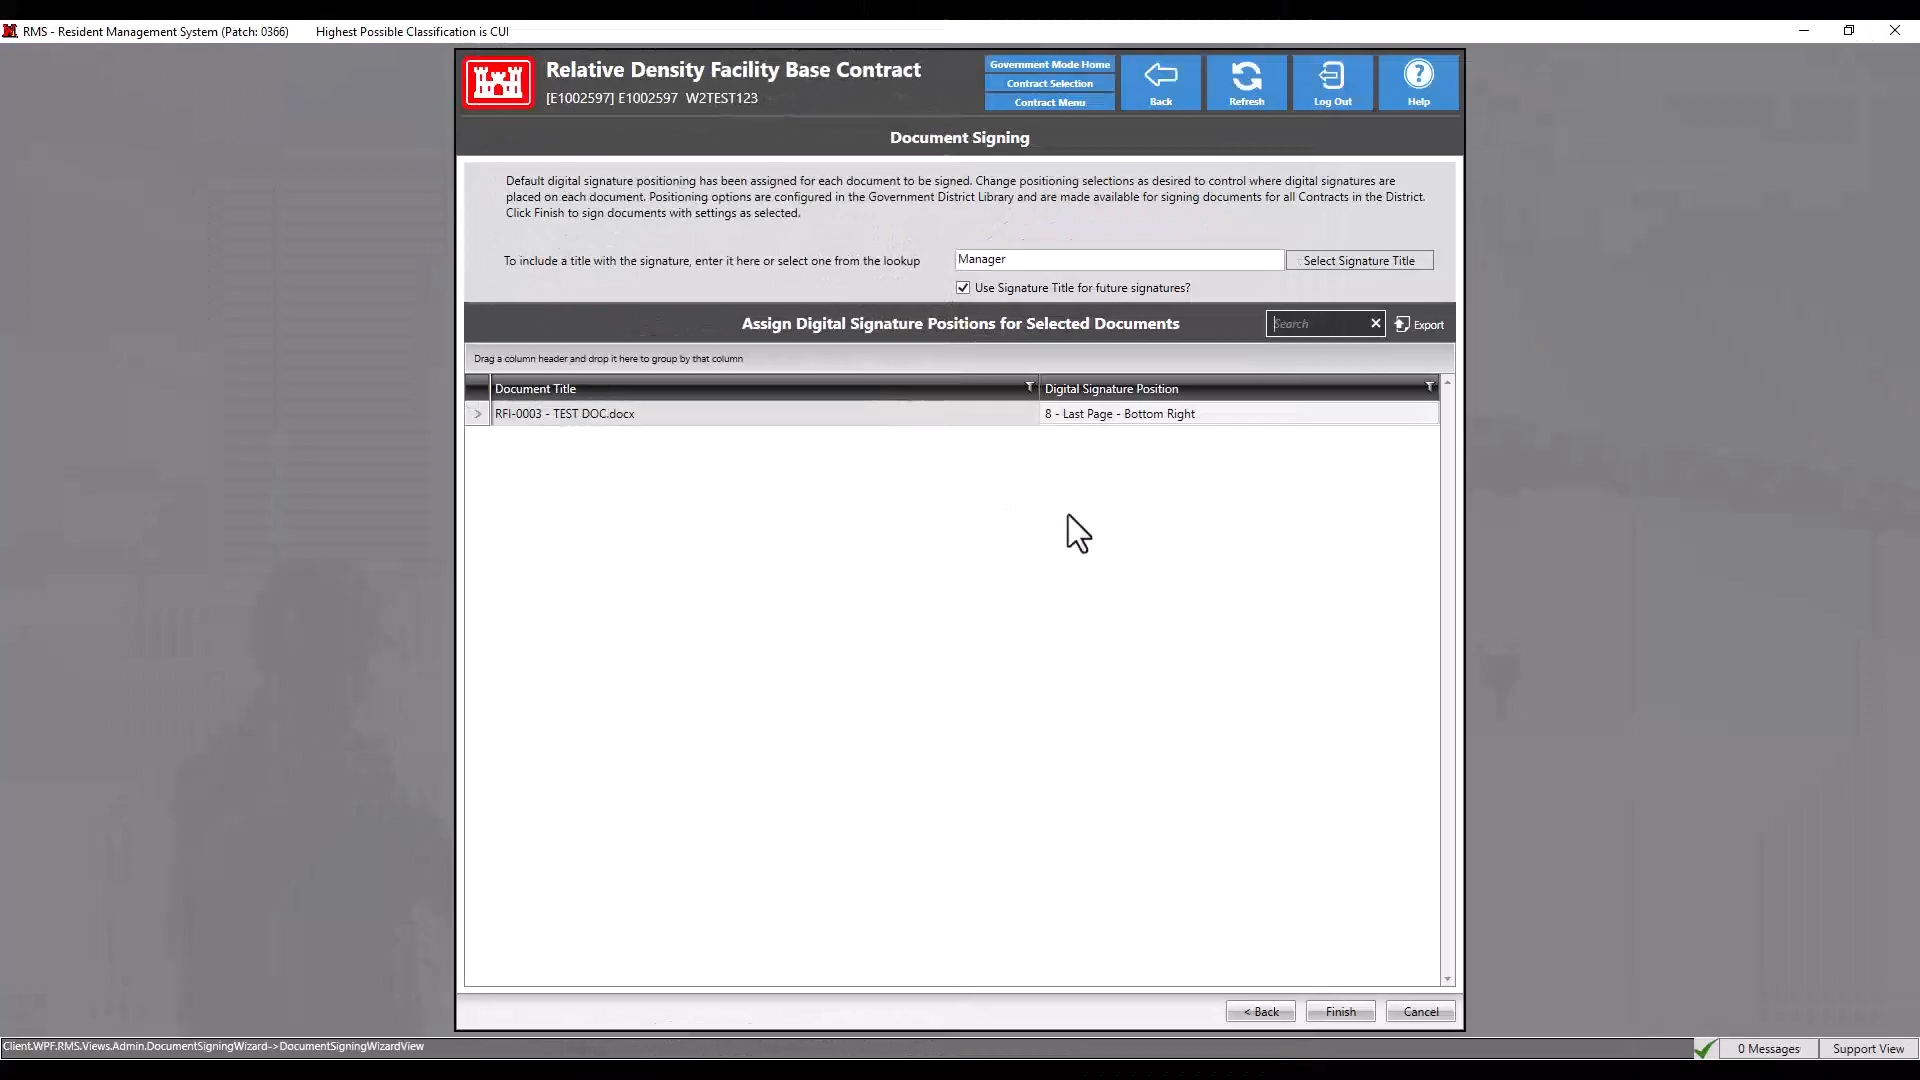 RMS - Resident Management System (Patch: 0366) Highest Possible Classification is CUI
Relative Density Facility Base Contract
[E1002597] E1002597 W2TEST123
Government Mode Home
Contract Selection
Contract Menu
Back
Refresh
Log Out
Help
Document Signing
Default digital signature positioning has been assigned for each document to be signed. Change positioning selections as desired to control where digital signatures are
placed on each document. Positioning options are configured in the Government District Library and are made available for signing documents for all Contracts in the District.
Click Finish to sign documents with settings as selected.
To include a title with the signature, enter it here or select one from the lookup
Manager
Select Signature Title
Use Signature Title for future signatures?
Assign Digital Signature Positions for Selected Documents
Search
Export
Drag a column header and drop it here to group by that column
Document Title
Digital Signature Position
RFI-0003 - TEST DOC.docx
8 - Last Page - Bottom Right
< Back
Finish
Cancel
Client.WPF.RMS.Views.Admin.DocumentSigningWizard->DocumentSigningWizardView
0 Messages
Support View